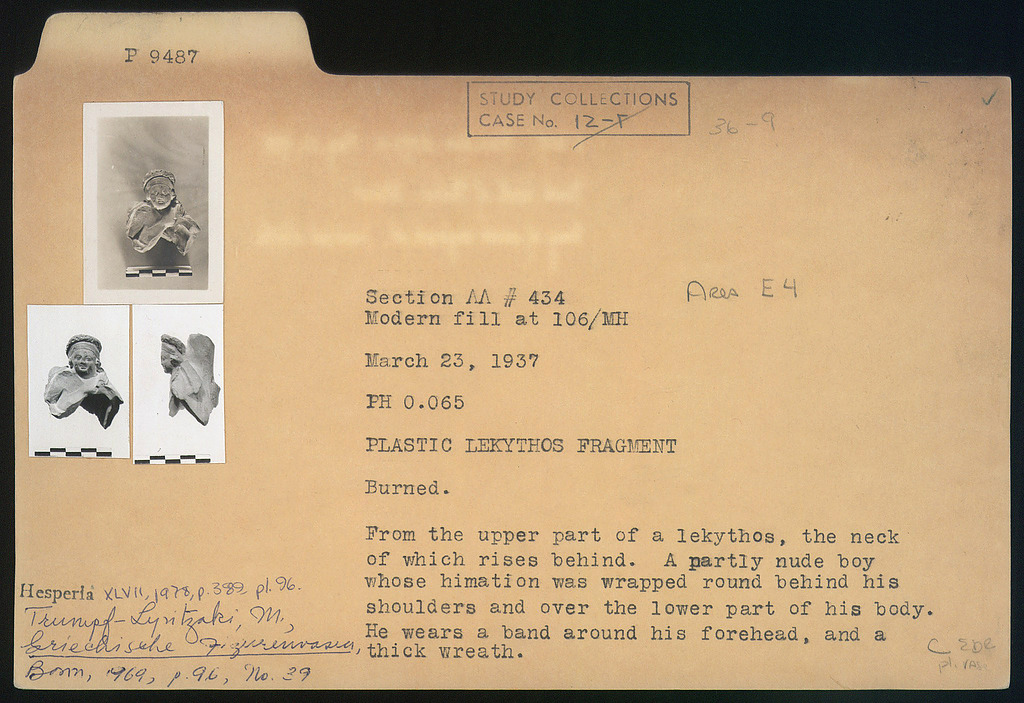 P 9487
STUDY COLLECTIONS
CASE No. 12-F
36-9
Section AA # 434
Modern fill at 106/MH
Area E4
March 23, 1937
PH 0.065
PLASTIC LEKYTHOS FRAGMENT
Burned.
From the upper part of a lekythos, the neck
of which rises behind. A partly nude boy
whose himation was wrapped round behind his
shoulders and over the lower part of his body.
He wears a band around his forehead, and a
thick wreath.
Hesperia XLVII, 1978, p. 389, pl. 96.
Trumpf-Lyritzaki, M.,
Griechische Figurenvasen,
Bonn, 1969, p. 96, No. 39
C